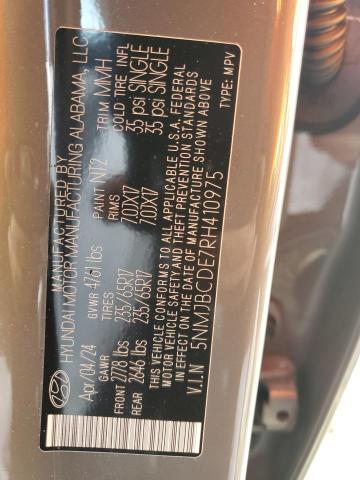 MANUFACTURED BY
HYUNDAI MOTOR MANUFACTURING ALABAMA, LLC
Apr/04/24 GVWR 4761 lbs PAINT NT2 TRIM MMH
GAWR TIRES RIMS COLD TIRE INFL
FRONT 2778 lbs 235/65R17 7.0JX17 35 psi SINGLE
REAR 2646 lbs 235/65R17 7.0JX17 35 psi SINGLE
THIS VEHICLE CONFORMS TO ALL APPLICABLE U.S.A. FEDERAL
MOTOR VEHICLE SAFETY AND THEFT PREVENTION STANDARDS
IN EFFECT ON THE DATE OF MANUFACTURE SHOWN ABOVE.
V.I.N 5NMJBCDE7RH410975 TYPE: MPV